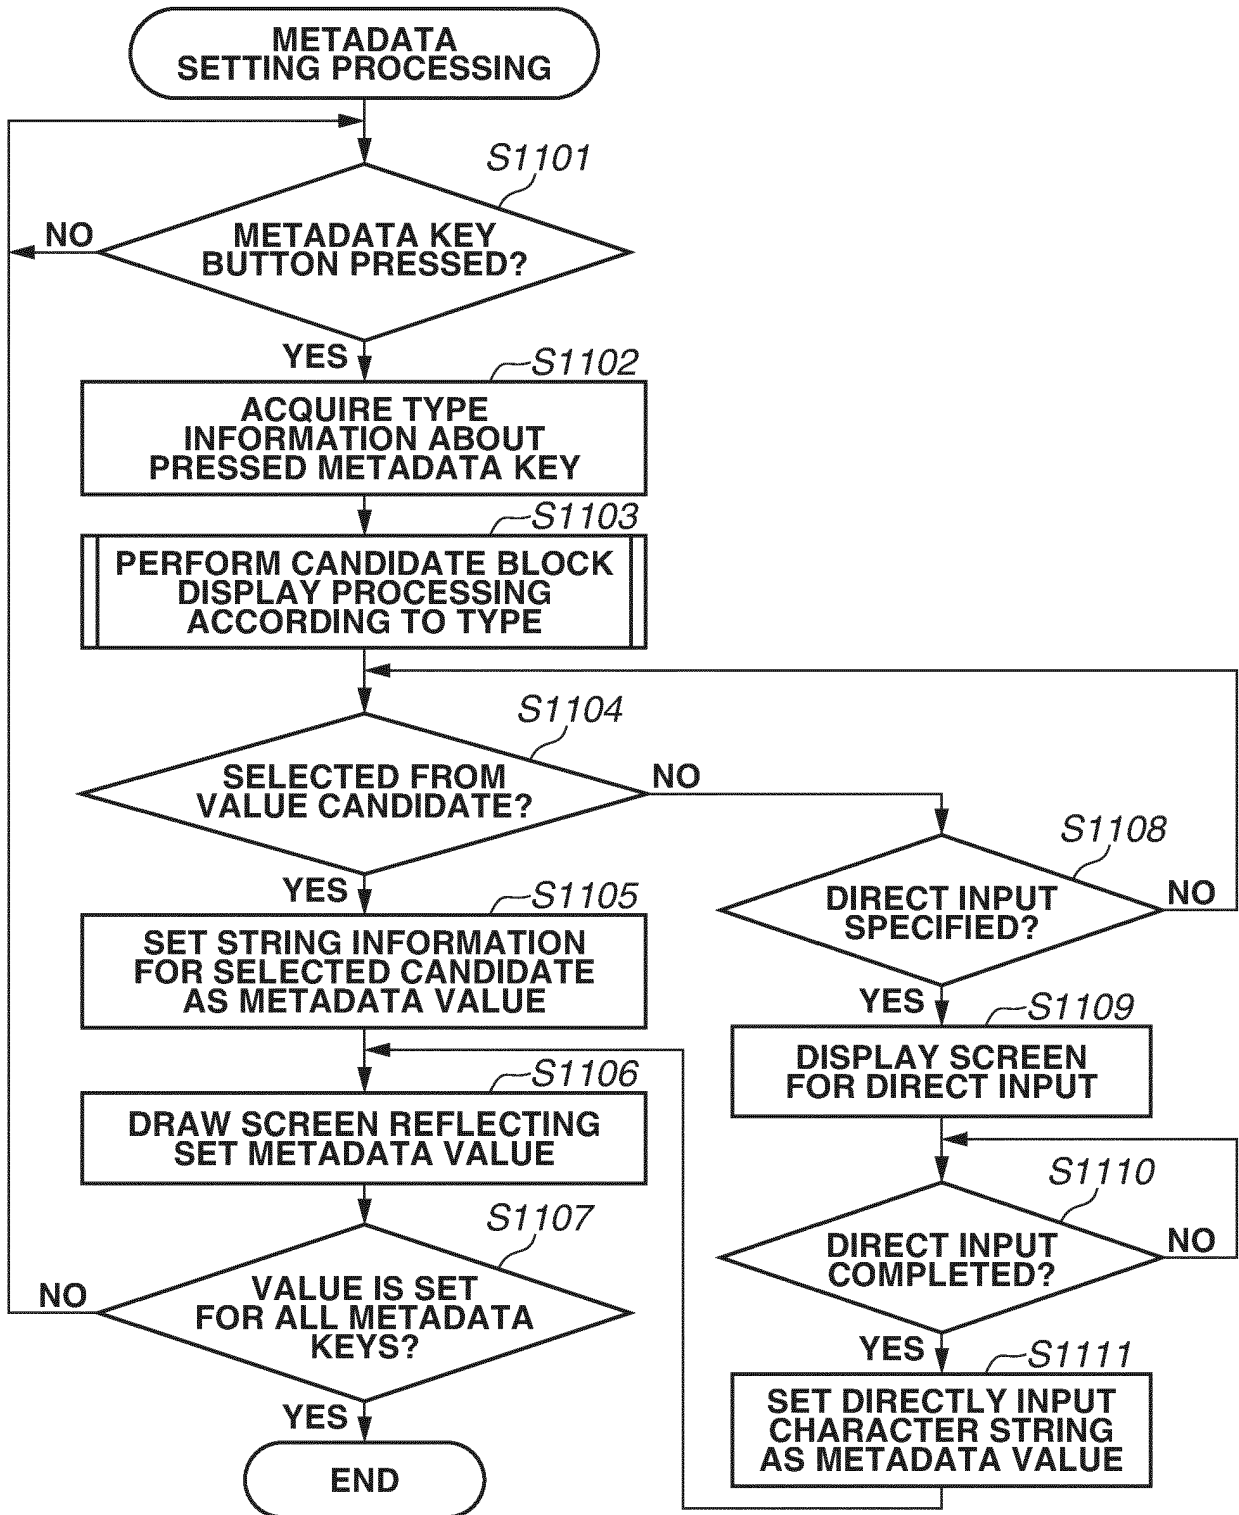 METADATA
SETTING PROCESSING
S1101
METADATA KEY
BUTTON PRESSED?
NO
YES
S1102
ACQUIRE TYPE
INFORMATION ABOUT
PRESSED METADATA KEY
S1103
PERFORM CANDIDATE BLOCK
DISPLAY PROCESSING
ACCORDING TO TYPE
S1104
SELECTED FROM
VALUE CANDIDATE?
NO
YES
S1105
SET STRING INFORMATION
FOR SELECTED CANDIDATE
AS METADATA VALUE
S1106
DRAW SCREEN REFLECTING
SET METADATA VALUE
S1107
VALUE IS SET
FOR ALL METADATA
KEYS?
NO
YES
END
S1108
DIRECT INPUT
SPECIFIED?
NO
YES
S1109
DISPLAY SCREEN
FOR DIRECT INPUT
S1110
DIRECT INPUT
COMPLETED?
NO
YES
S1111
SET DIRECTLY INPUT
CHARACTER STRING
AS METADATA VALUE